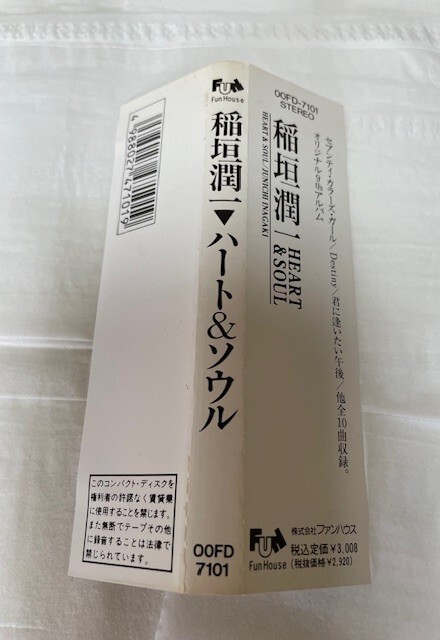 4988027471019
このコンパクト・ディスクを
権利者の許諾なく賃貸業
に使用することを禁じます。
また無断でテープその他
に録音することは法律で
禁じられています。
Fun
Fun House
稲垣潤一▼ハート&ソウル
00FD
7101
00FD-7101
STEREO
稲垣潤一 HEART & SOUL
HEART & SOUL/JUNICHI INAGAKI
セブンティ・カラーズ・ガール/Destiny/君に逢いたい午後/他全10曲収録。
オリジナル9thアルバム
Fun
Fun House
株式会社ファンハウス
税込定価¥3,008
(税抜価格¥2,920)